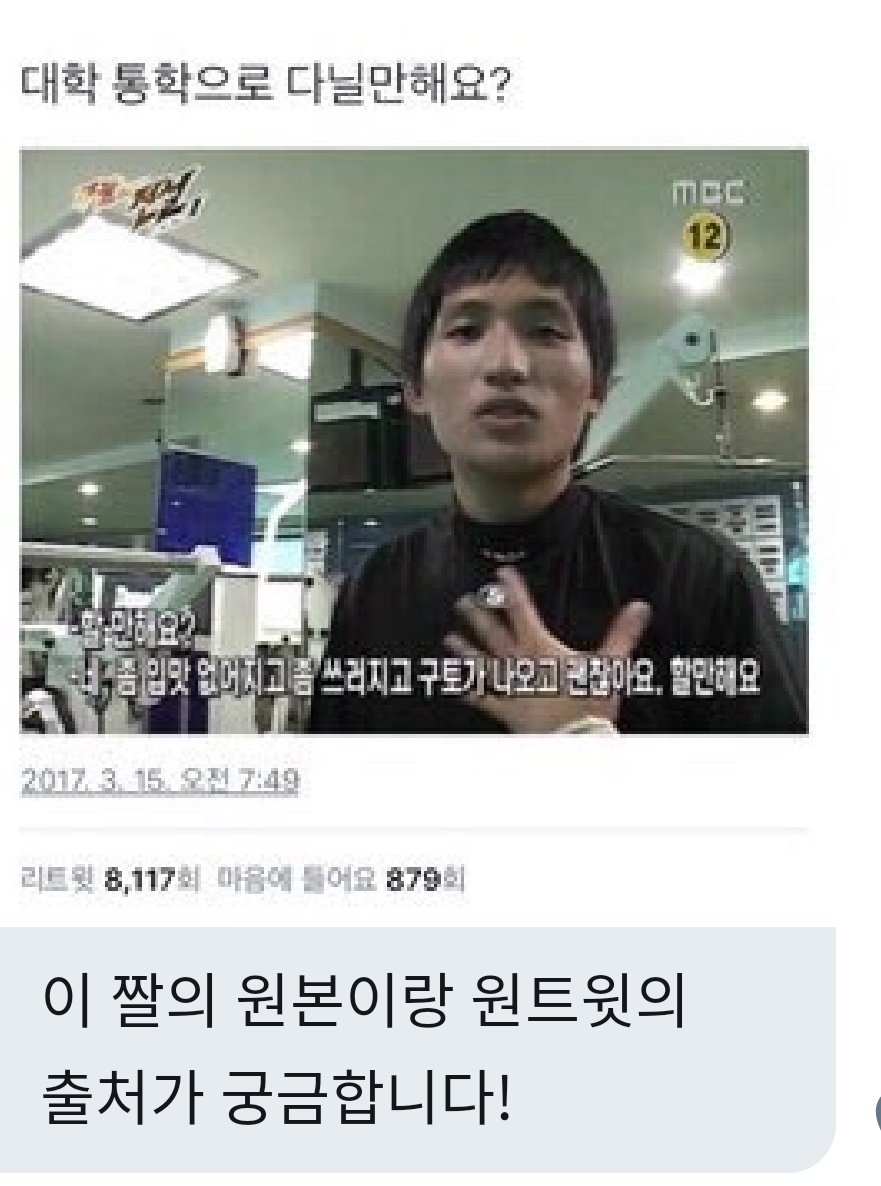 대학 통학으로 다닐만해요?
MBC
12
-할만해요?
-네. 좀 입맛 없어지고 좀 쓰러지고 구토가 나오고 괜찮아요. 할만해요
2017. 3. 15. 오전 7:49
리트윗 8,117회 마음에 들어요 879회
이 짤의 원본이랑 원트윗의
출처가 궁금합니다!